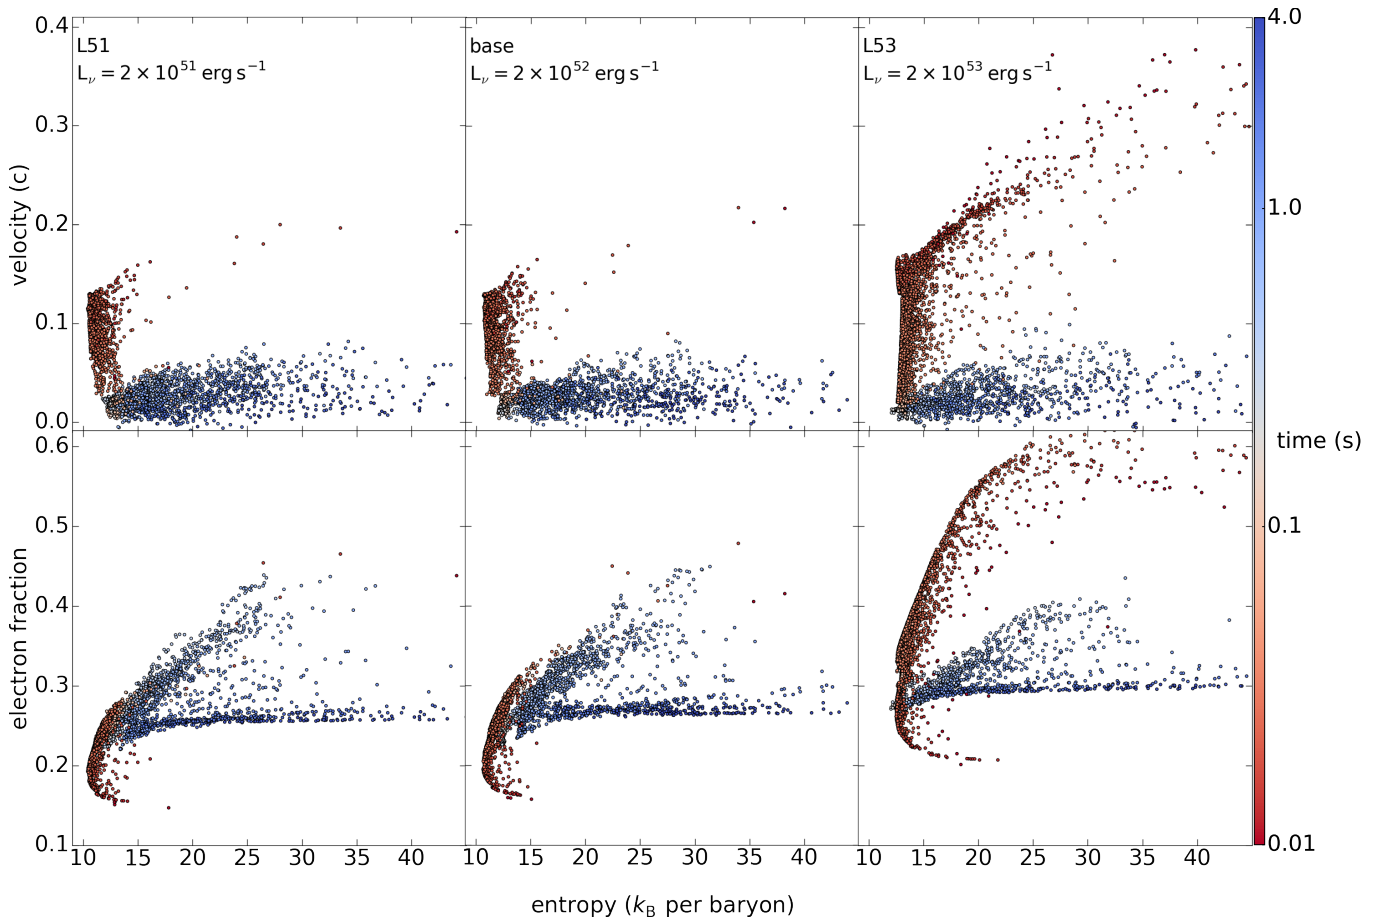 L51
L_ν = 2 × 10^51 erg s^−1
base
L_ν = 2 × 10^52 erg s^−1
L53
L_ν = 2 × 10^53 erg s^−1
velocity (c)
0.4
0.3
0.2
0.1
0.0
electron fraction
0.6
0.5
0.4
0.3
0.2
0.1
10 15 20 25 30 35 40
10 15 20 25 30 35 40
10 15 20 25 30 35 40
entropy (k_B per baryon)
4.0
1.0
time (s)
0.1
0.01